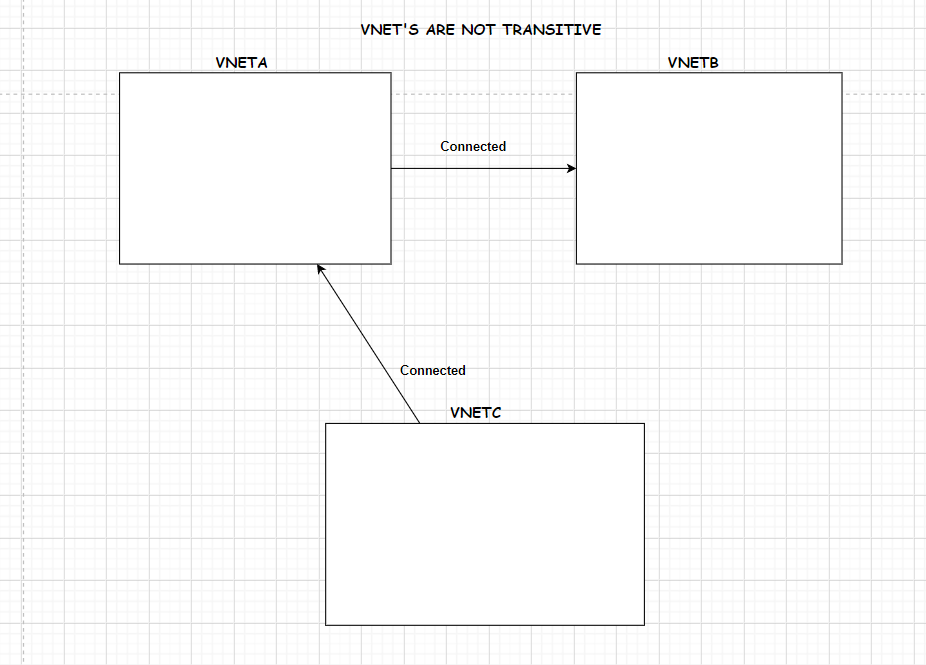 VNET'S ARE NOT TRANSITIVE
VNETA
VNETB
Connected
Connected
VNETC